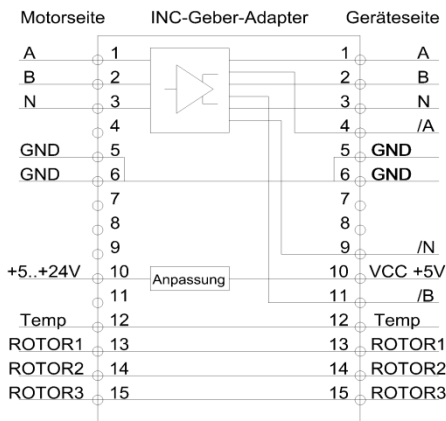 Motorseite INC-Geber-Adapter Geräteseite
A 1 1 A
B 2 2 B
N 3 3 N
4 4 /A
GND 5 5 GND
GND 6 6 GND
7 7
8 8
9 9 /N
+5..+24V 10 Anpassung 10 VCC +5V
11 11 /B
Temp 12 12 Temp
ROTOR1 13 13 ROTOR1
ROTOR2 14 14 ROTOR2
ROTOR3 15 15 ROTOR3